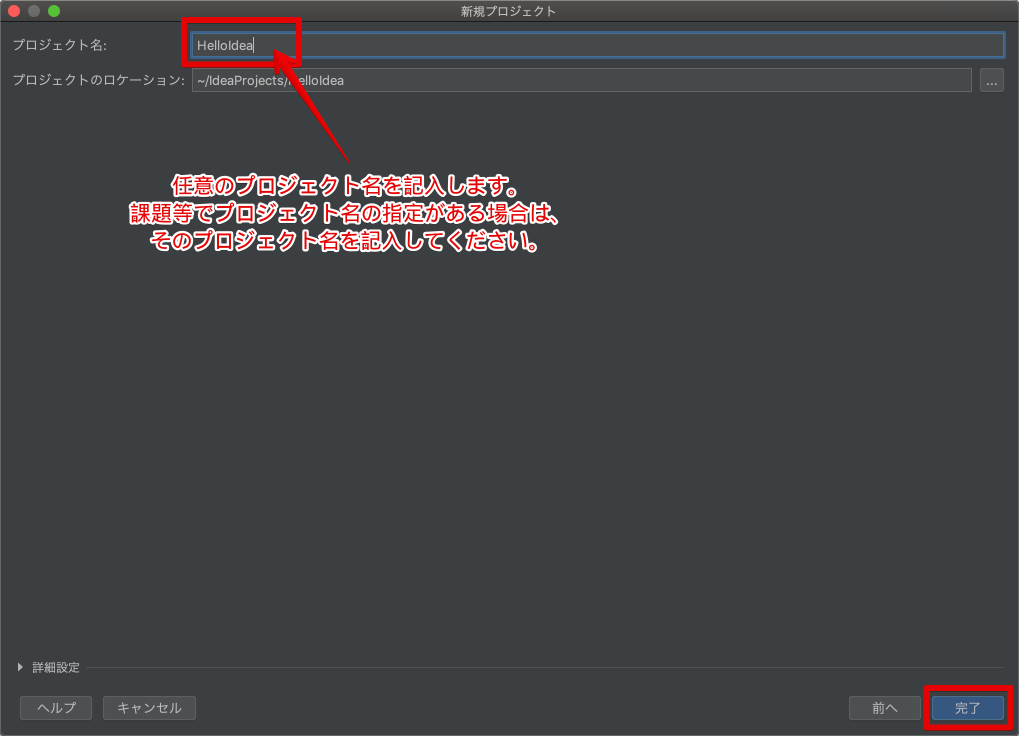 新規プロジェクト
プロジェクト名: HelloIdea
プロジェクトのロケーション: ~/IdeaProjects/HelloIdea ...
任意のプロジェクト名を記入します。
課題等でプロジェクト名の指定がある場合は、
そのプロジェクト名を記入してください。
詳細設定
ヘルプ キャンセル 前へ 完了